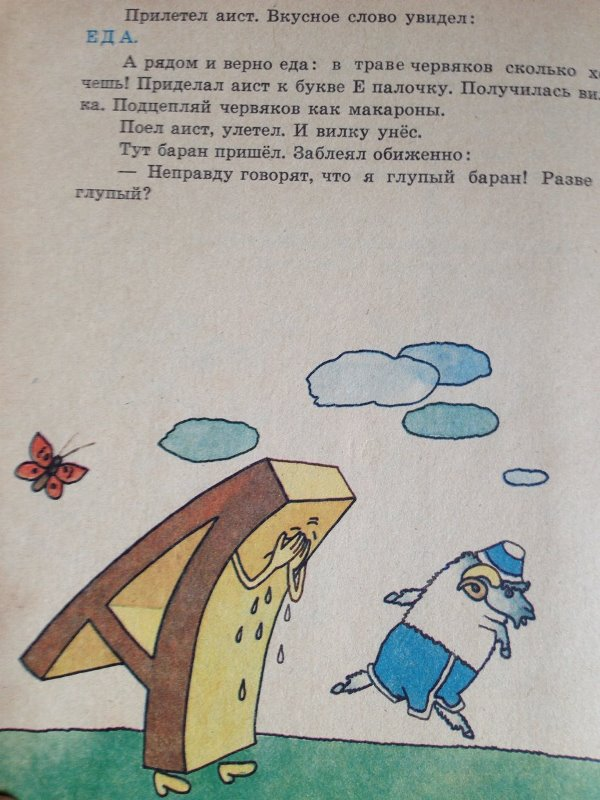 Прилетел аист. Вкусное слово увидел:
ЕДА.
А рядом и верно еда: в траве червяков сколько хо
чешь! Приделал аист к букве Е палочку. Получилась вил
ка. Подцепляй червяков как макароны.
Поел аист, улетел. И вилку унёс.
Тут баран пришёл. Заблеял обиженно:
— Неправду говорят, что я глупый баран! Разве
глупый?